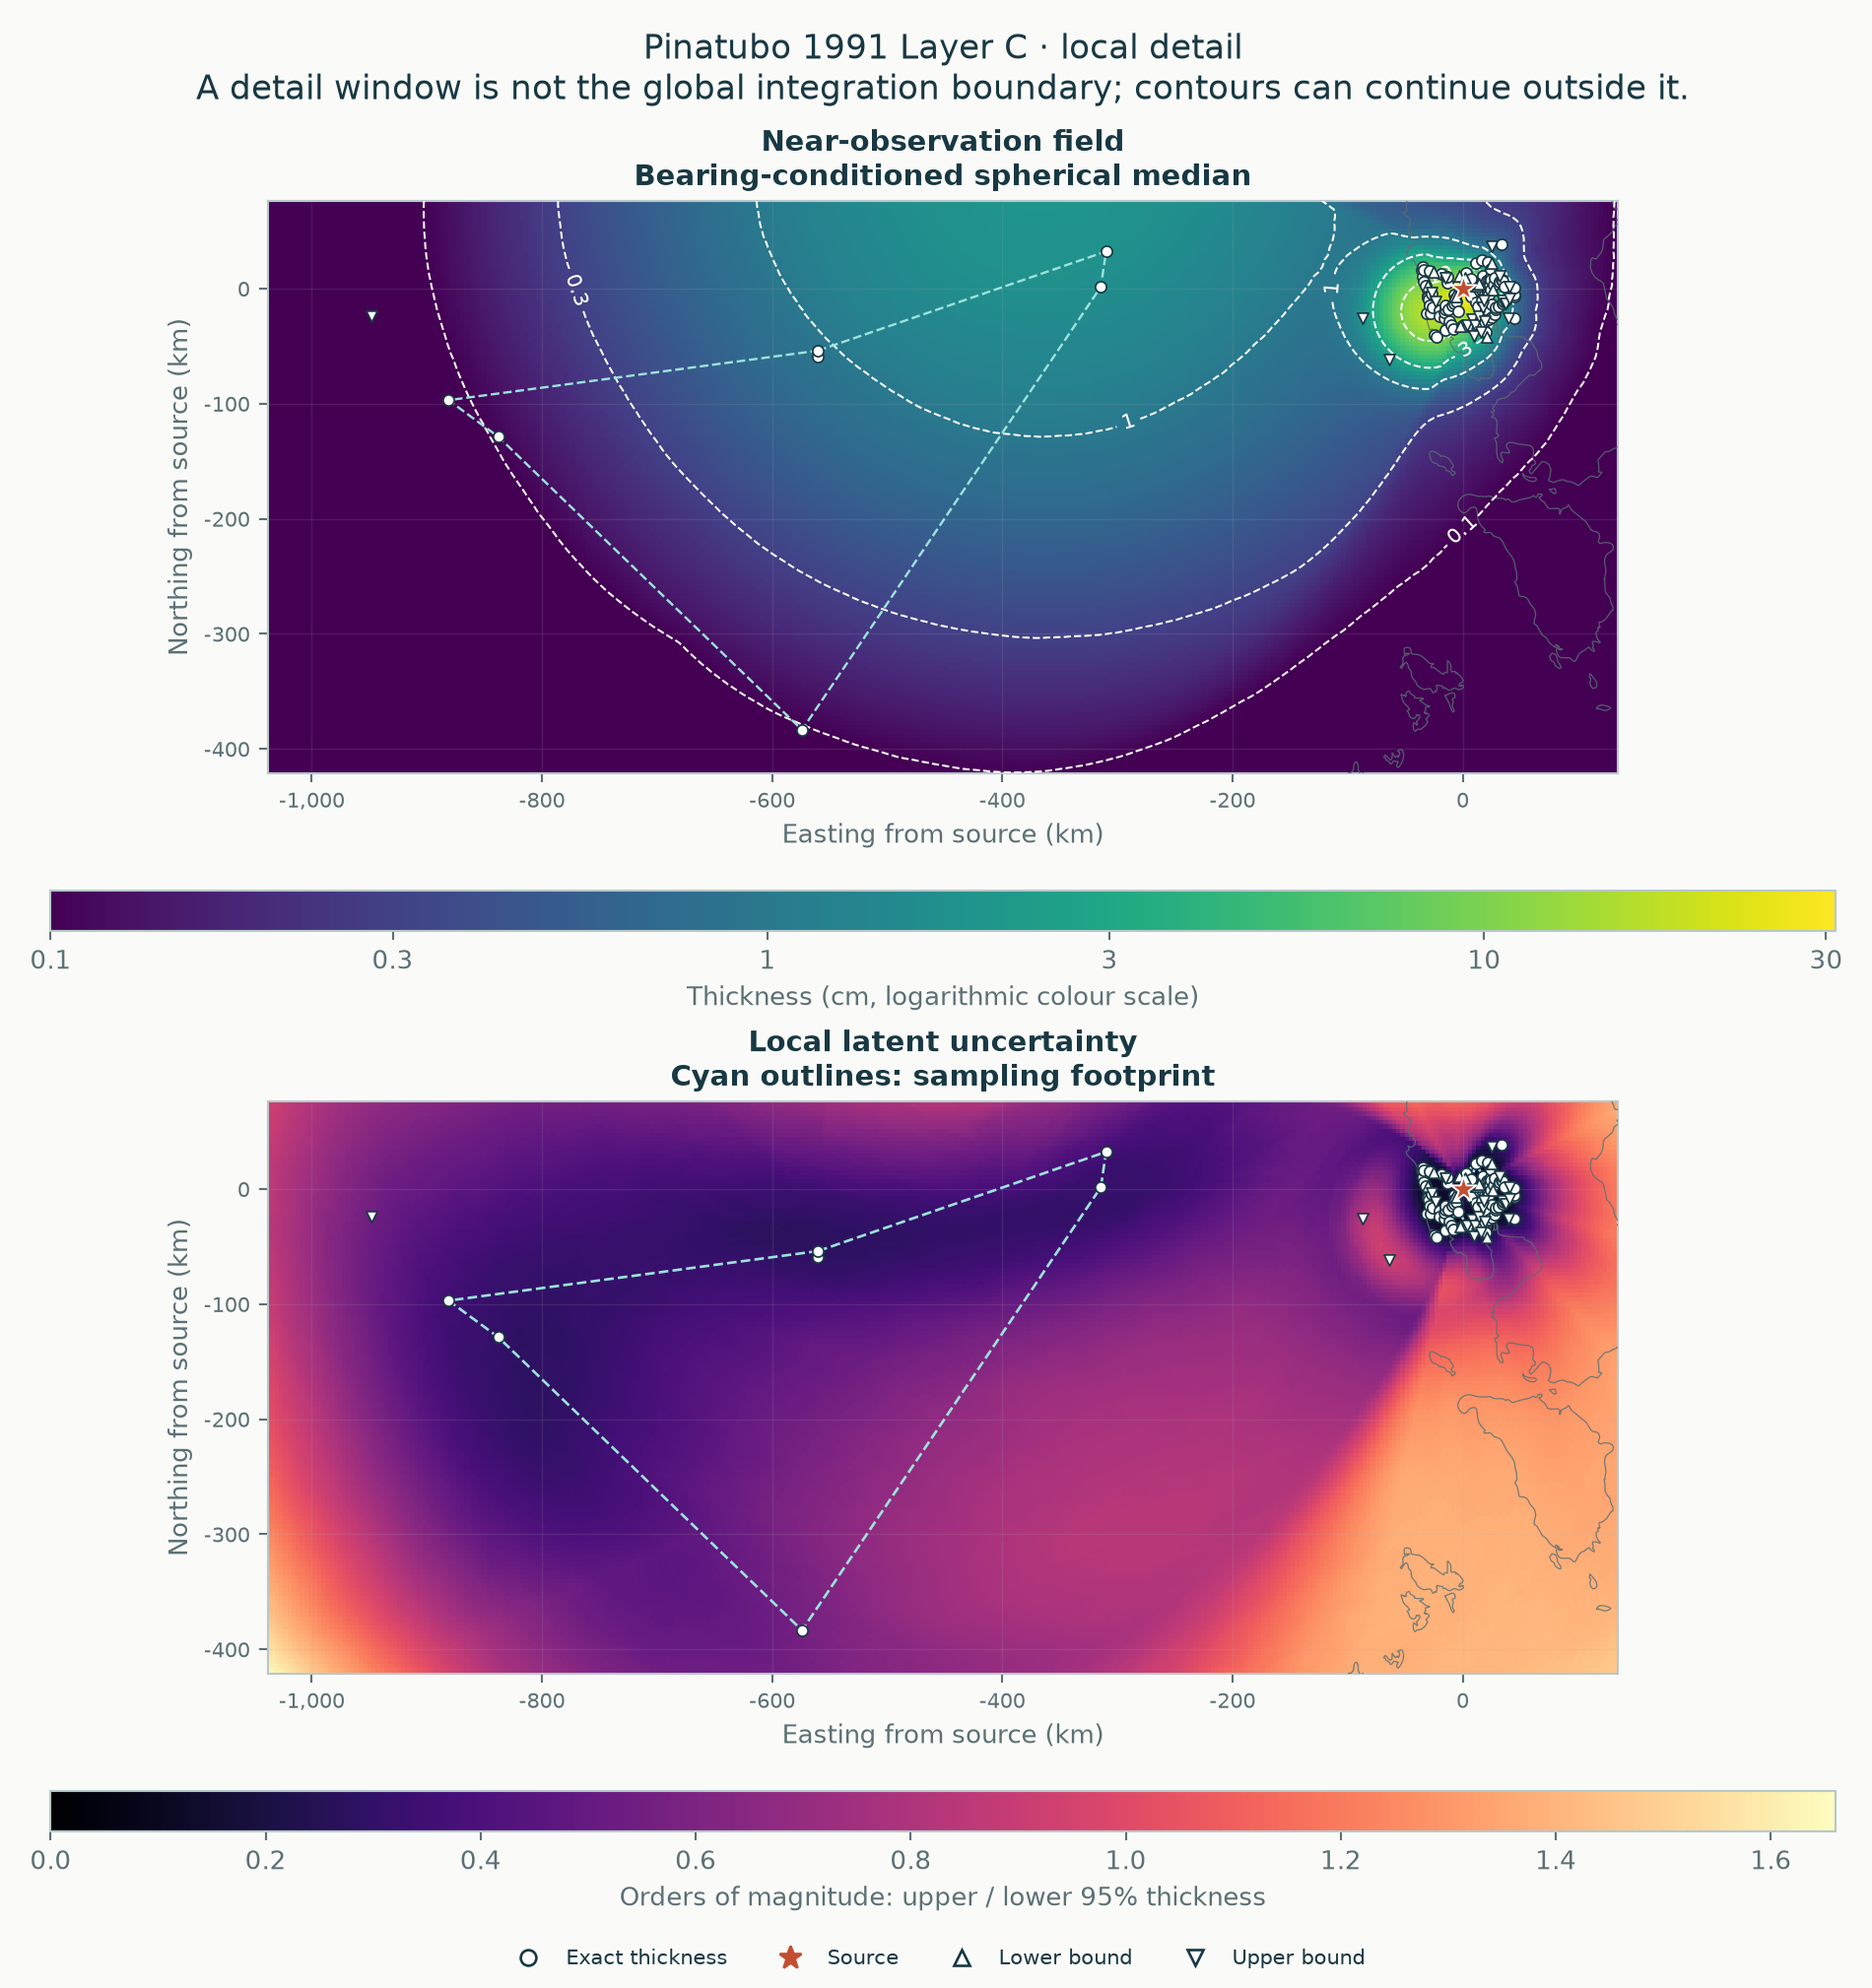 Pinatubo 1991 Layer C · local detail
A detail window is not the global integration boundary; contours can continue outside it.
Near-observation field
Bearing-conditioned spherical median
Northing from source (km)
0
-100
-200
-300
-400
0.3
1
1
3
0.1
-1,000
-800
-600
-400
-200
0
Easting from source (km)
0.1
0.3
1
3
10
30
Thickness (cm, logarithmic colour scale)
Local latent uncertainty
Cyan outlines: sampling footprint
Northing from source (km)
0
-100
-200
-300
-400
-1,000
-800
-600
-400
-200
0
Easting from source (km)
0.0
0.2
0.4
0.6
0.8
1.0
1.2
1.4
1.6
Orders of magnitude: upper / lower 95% thickness
Exact thickness
Source
Lower bound
Upper bound